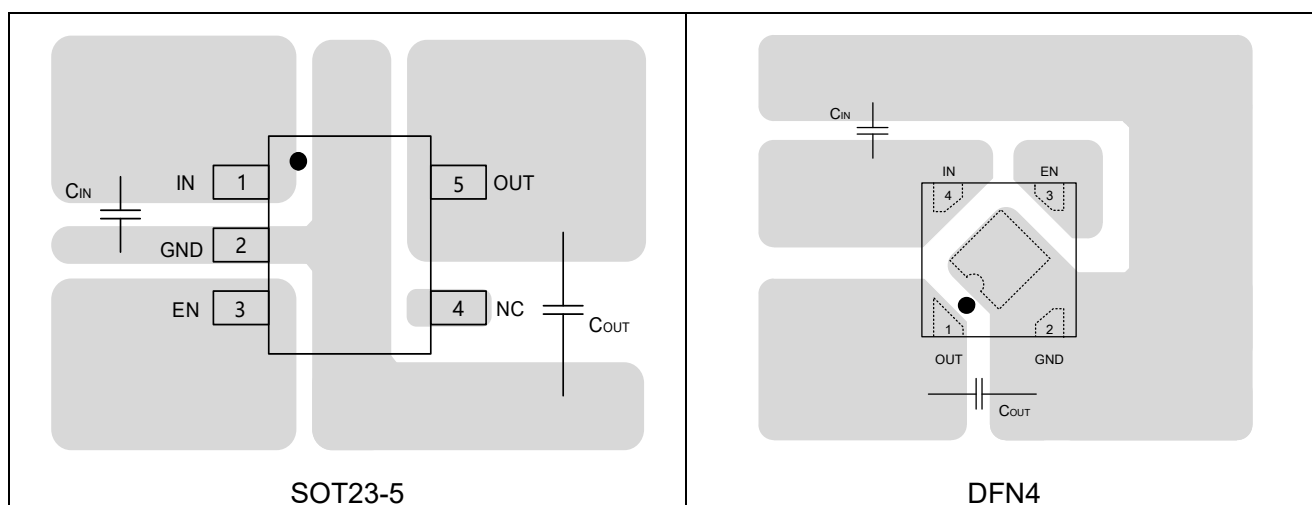 IN 1
5 OUT
CIN
GND 2
EN 3
4 NC
COUT
SOT23-5
CIN
IN EN
4 3
1 2
OUT GND
COUT
DFN4